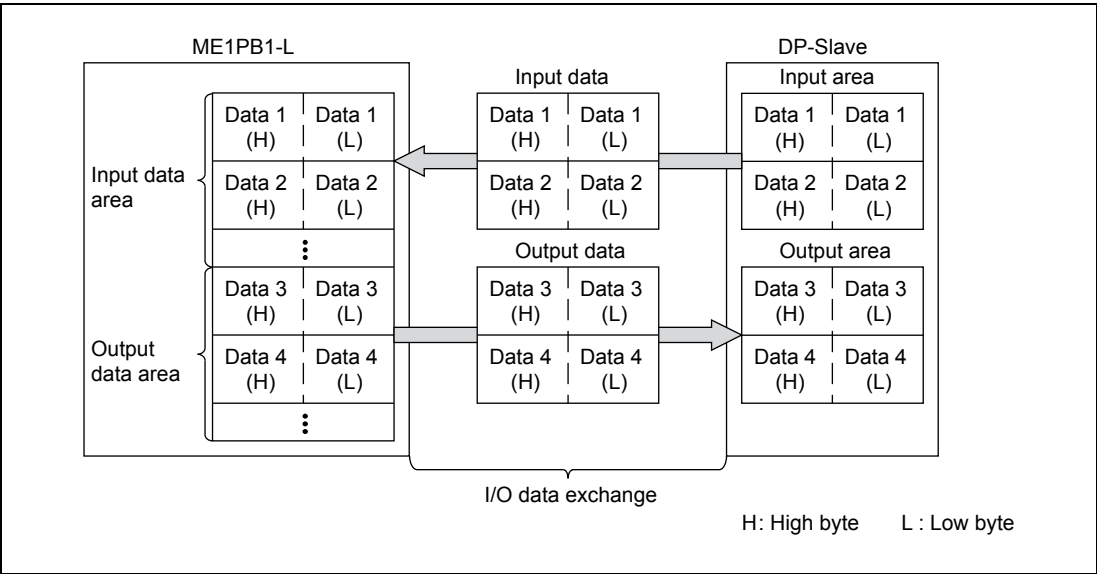 ME1PB1-L
DP-Slave
Input data
Input area
Data 1 Data 1 Data 1 Data 1 Data 1 Data 1
(H) (L) (H) (L) (H) (L)
Input data
area
Data 2 Data 2 Data 2 Data 2 Data 2 Data 2
(H) (L) (H) (L) (H) (L)
Output data
Output area
Data 3 Data 3 Data 3 Data 3 Data 3 Data 3
(H) (L) (H) (L) (H) (L)
Output
data area
Data 4 Data 4 Data 4 Data 4 Data 4 Data 4
(H) (L) (H) (L) (H) (L)
I/O data exchange
H: High byte L : Low byte